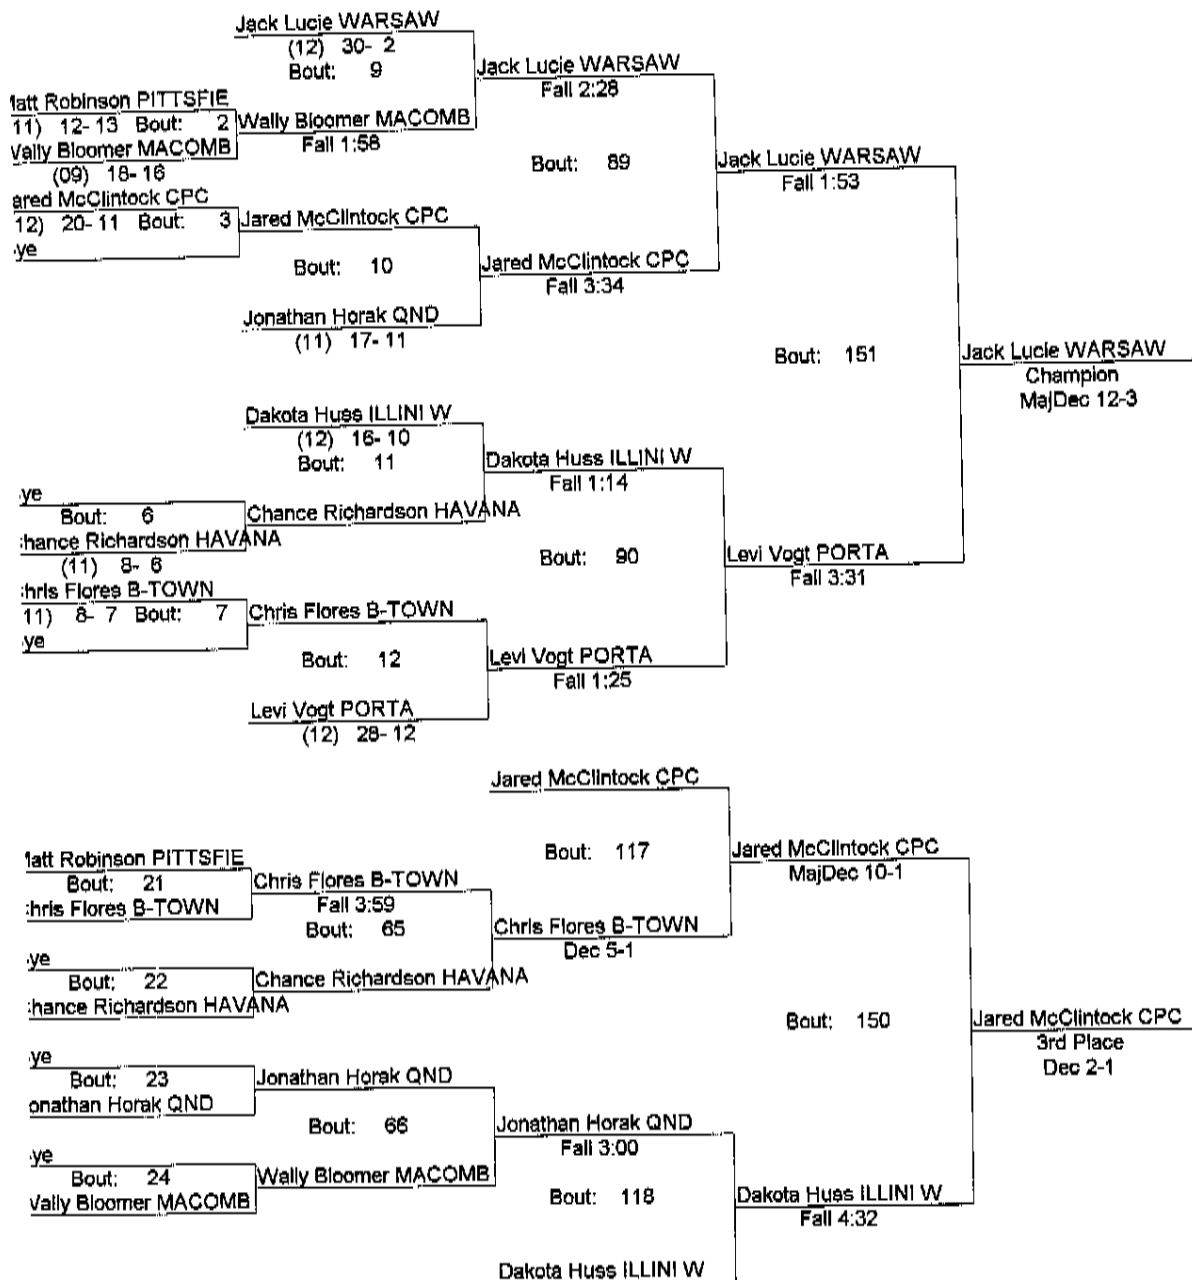 Jack Lucie WARSAW
(12) 30- 2
Bout: 9
Jack Lucie WARSAW
Fall 2:28
latt Robinson PITTSFIE
11) 12- 13 Bout: 2
Wally Bloomer MACOMB
Fall 1:58
Vally Bloomer MACOMB
(09) 18- 16
Bout: 89
Jack Lucie WARSAW
Fall 1:53
ared McClintock CPC
12) 20- 11 Bout: 3
Jared McClintock CPC
ye
Bout: 10
Jared McClintock CPC
Fall 3:34
Jonathan Horak QND
(11) 17- 11
Bout: 151
Jack Lucie WARSAW
Champion
MajDec 12-3
Dakota Huss ILLINI W
(12) 16- 10
Bout: 11
Dakota Huss ILLINI W
Fall 1:14
ye
Bout: 6
Chance Richardson HAVANA
hance Richardson HAVANA
(11) 8- 6
Bout: 90
Levi Vogt PORTA
Fall 3:31
hris Flores B-TOWN
11) 8- 7 Bout: 7
Chris Flores B-TOWN
ye
Bout: 12
Levi Vogt PORTA
Fall 1:25
Levi Vogt PORTA
(12) 28- 12
Jared McClintock CPC
Bout: 117
Jared McClintock CPC
MajDec 10-1
latt Robinson PITTSFIE
Bout: 21
Chris Flores B-TOWN
Fall 3:59
hris Flores B-TOWN
Bout: 65
Chris Flores B-TOWN
Dec 5-1
ye
Bout: 22
Chance Richardson HAVANA
hance Richardson HAVANA
Bout: 150
Jared McClintock CPC
3rd Place
Dec 2-1
ye
Bout: 23
Jonathan Horak QND
onathan Horak QND
Bout: 66
Jonathan Horak QND
Fall 3:00
ye
Bout: 24
Wally Bloomer MACOMB
Vally Bloomer MACOMB
Bout: 118
Dakota Huss ILLINI W
Fall 4:32
Dakota Huss ILLINI W